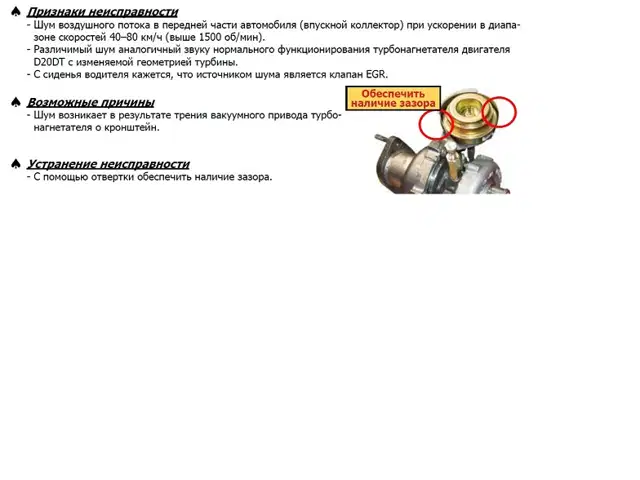 ♠ Признаки неисправности
- Шум воздушного потока в передней части автомобиля (впускной коллектор) при ускорении в диапа-
зоне скоростей 40–80 км/ч (выше 1500 об/мин).
- Различимый шум аналогичный звуку нормального функционирования турбонагнетателя двигателя
D20DT с изменяемой геометрией турбины.
- С сиденья водителя кажется, что источником шума является клапан EGR.
♠ Возможные причины
- Шум возникает в результате трения вакуумного привода турбо-
нагнетателя о кронштейн.
Обеспечить
наличие зазора
♠ Устранение неисправности
- С помощью отвертки обеспечить наличие зазора.